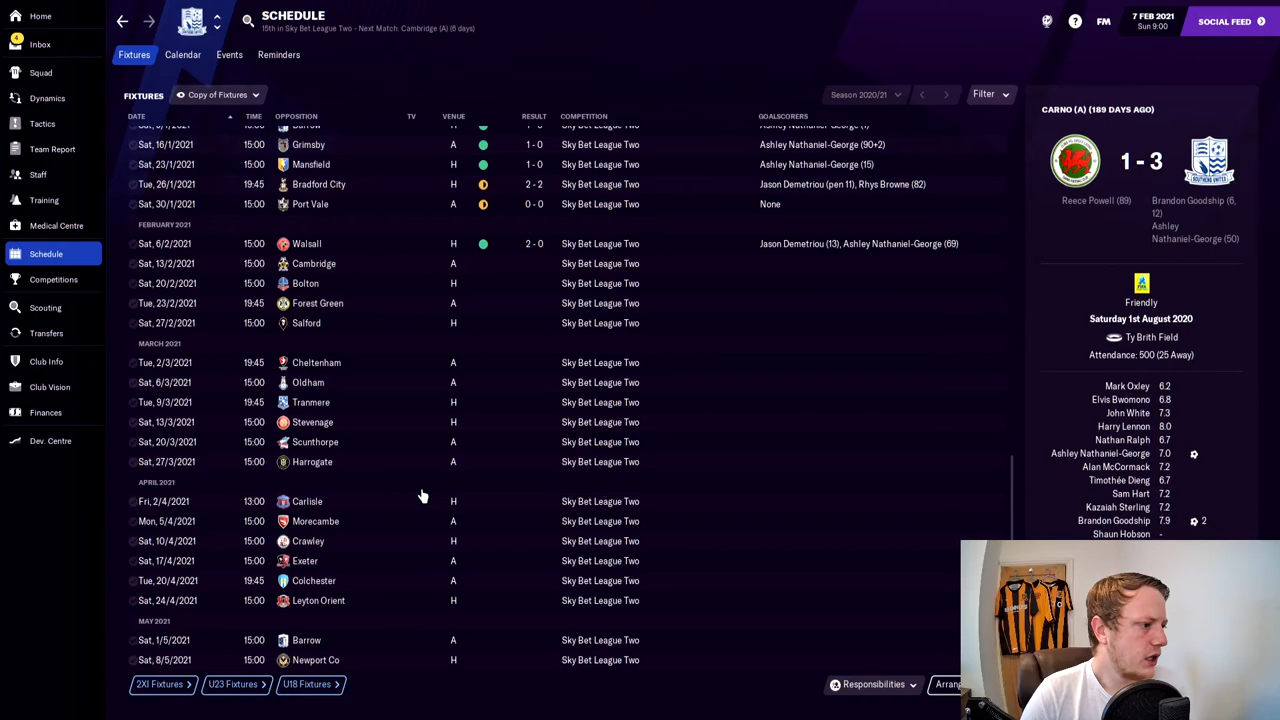 Home
SCHEDULE
15th in Sky Bet League Two - Next Match: Cambridge (A) (6 days)
FM
7 FEB 2021
Sun 9:00
SOCIAL FEED
4
Inbox
Squad
Dynamics
Tactics
Team Report
Staff
Training
Medical Centre
Schedule
Competitions
Scouting
Transfers
Club Info
Club Vision
Finances
Dev. Centre
Fixtures Calendar Events Reminders
FIXTURES Copy of Fixtures Season 2020/21 Filter
DATE TIME OPPOSITION TV VENUE RESULT COMPETITION GOALSCORERS
Sat, 16/1/2021 15:00 Grimsby A 1 - 0 Sky Bet League Two Ashley Nathaniel-George (90+2)
Sat, 23/1/2021 15:00 Mansfield H 1 - 0 Sky Bet League Two Ashley Nathaniel-George (15)
Tue, 26/1/2021 19:45 Bradford City H 2 - 2 Sky Bet League Two Jason Demetriou (pen 11), Rhys Browne (82)
Sat, 30/1/2021 15:00 Port Vale A 0 - 0 Sky Bet League Two None
FEBRUARY 2021
Sat, 6/2/2021 15:00 Walsall H 2 - 0 Sky Bet League Two Jason Demetriou (13), Ashley Nathaniel-George (69)
Sat, 13/2/2021 15:00 Cambridge A Sky Bet League Two
Sat, 20/2/2021 15:00 Bolton H Sky Bet League Two
Tue, 23/2/2021 19:45 Forest Green A Sky Bet League Two
Sat, 27/2/2021 15:00 Salford H Sky Bet League Two
MARCH 2021
Tue, 2/3/2021 19:45 Cheltenham A Sky Bet League Two
Sat, 6/3/2021 15:00 Oldham A Sky Bet League Two
Tue, 9/3/2021 19:45 Tranmere H Sky Bet League Two
Sat, 13/3/2021 15:00 Stevenage H Sky Bet League Two
Sat, 20/3/2021 15:00 Scunthorpe A Sky Bet League Two
Sat, 27/3/2021 15:00 Harrogate A Sky Bet League Two
APRIL 2021
Fri, 2/4/2021 13:00 Carlisle H Sky Bet League Two
Mon, 5/4/2021 15:00 Morecambe A Sky Bet League Two
Sat, 10/4/2021 15:00 Crawley H Sky Bet League Two
Sat, 17/4/2021 15:00 Exeter A Sky Bet League Two
Tue, 20/4/2021 19:45 Colchester A Sky Bet League Two
Sat, 24/4/2021 15:00 Leyton Orient H Sky Bet League Two
MAY 2021
Sat, 1/5/2021 15:00 Barrow A Sky Bet League Two
Sat, 8/5/2021 15:00 Newport Co H Sky Bet League Two
2XI Fixtures U23 Fixtures U18 Fixtures Responsibilities
CARNO (A) (189 DAYS AGO)
1 - 3
Reece Powell (89)
Brandon Goodship (6,
12)
Ashley
Nathaniel-George (50)
Friendly
Saturday 1st August 2020
Ty Brith Field
Attendance: 500 (25 Away)
Mark Oxley 6.2
Elvis Bwomono 6.8
John White 7.3
Harry Lennon 8.0
Nathan Ralph 6.7
Ashley Nathaniel-George 7.0
Alan McCormack 7.2
Timothée Dieng 6.7
Sam Hart 7.2
Kazaiah Sterling 7.2
Brandon Goodship 7.9 2
Shaun Hobson -